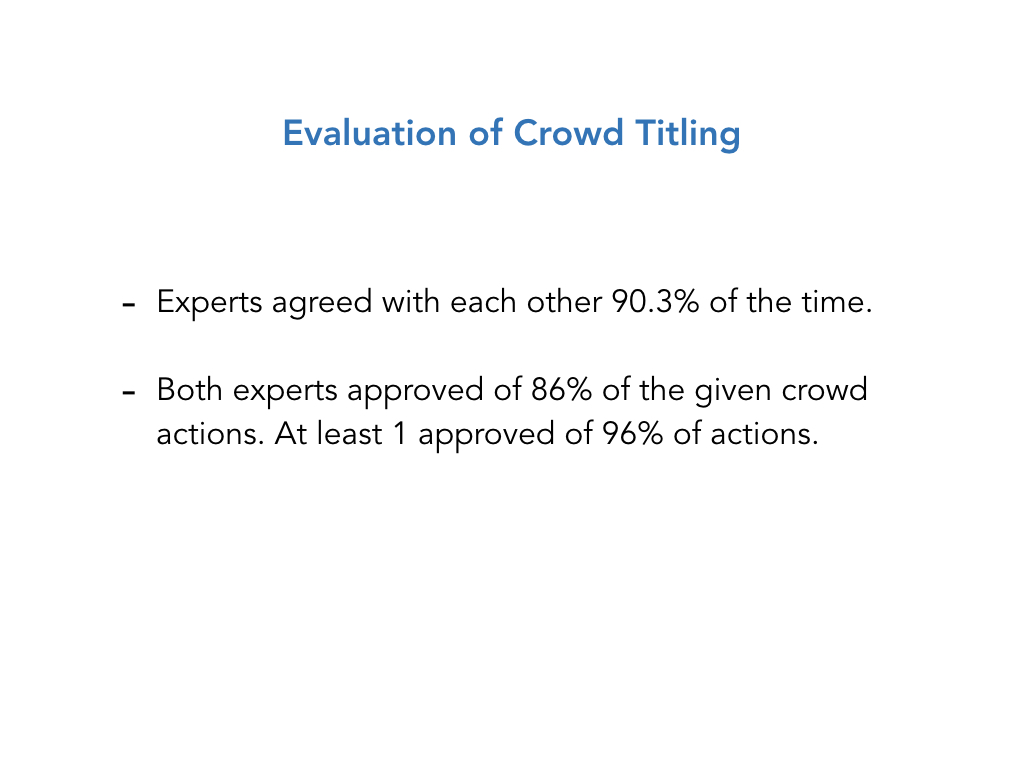 Evaluation of Crowd Titling
- Experts agreed with each other 90.3% of the time.
- Both experts approved of 86% of the given crowd
actions. At least 1 approved of 96% of actions.